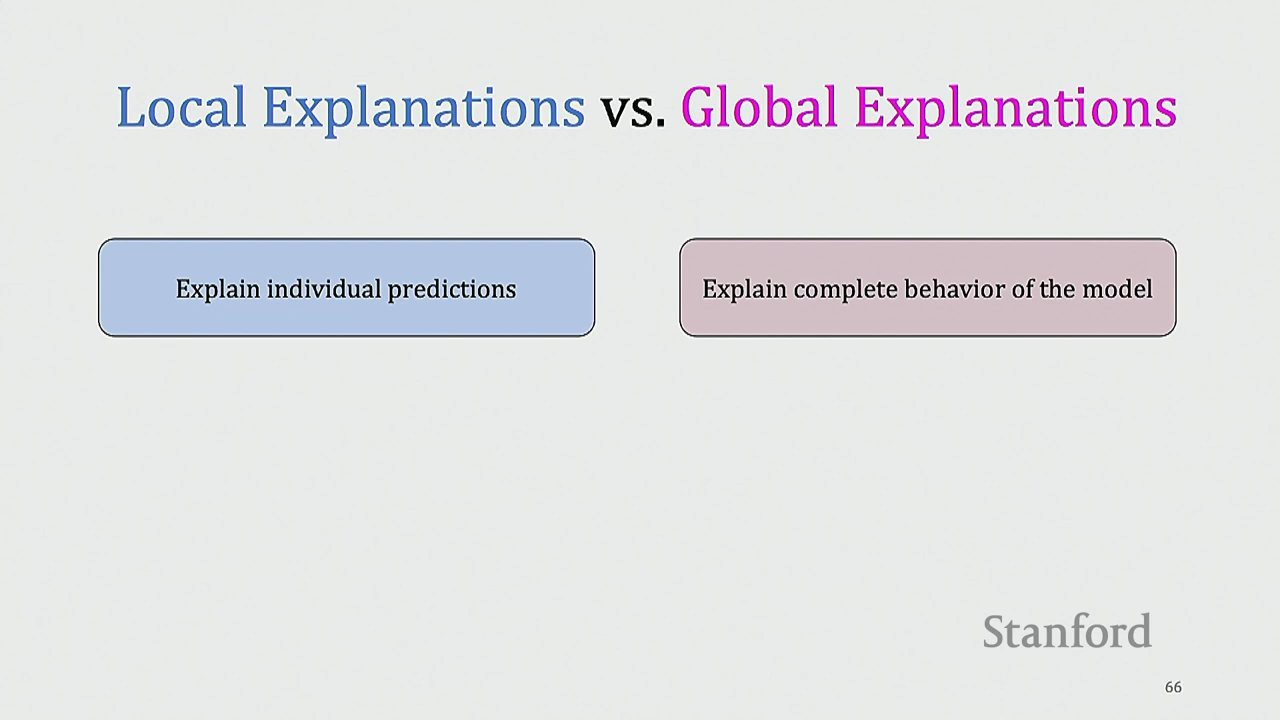 Local Explanations vs. Global Explanations
Explain individual predictions
Explain complete behavior of the model
Stanford
66